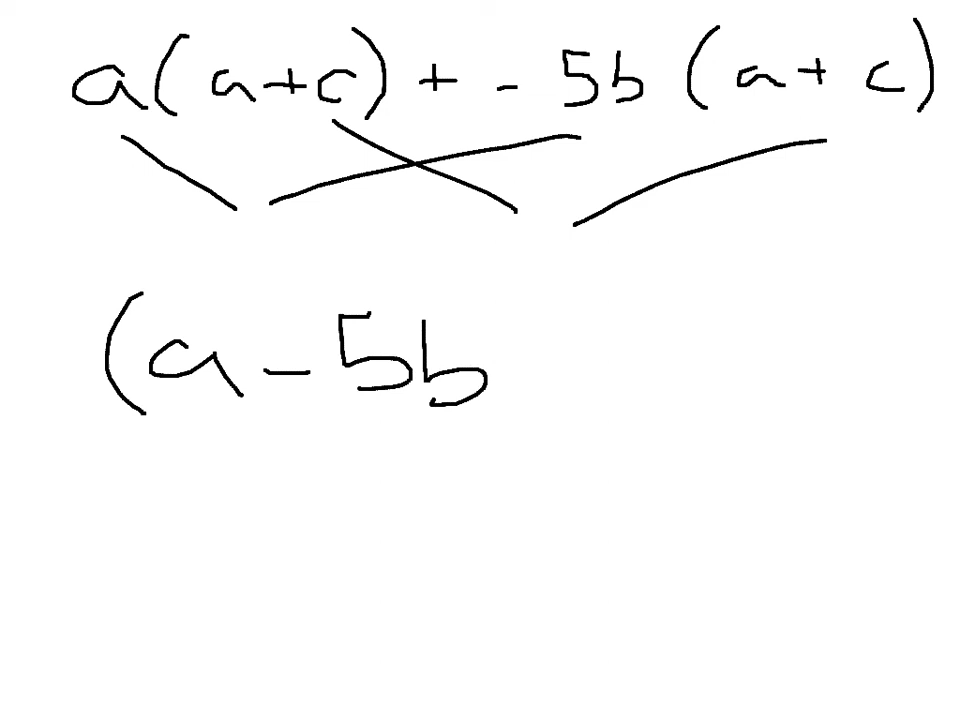 a(a+c) + - 5b (a + c)
(a - 5b